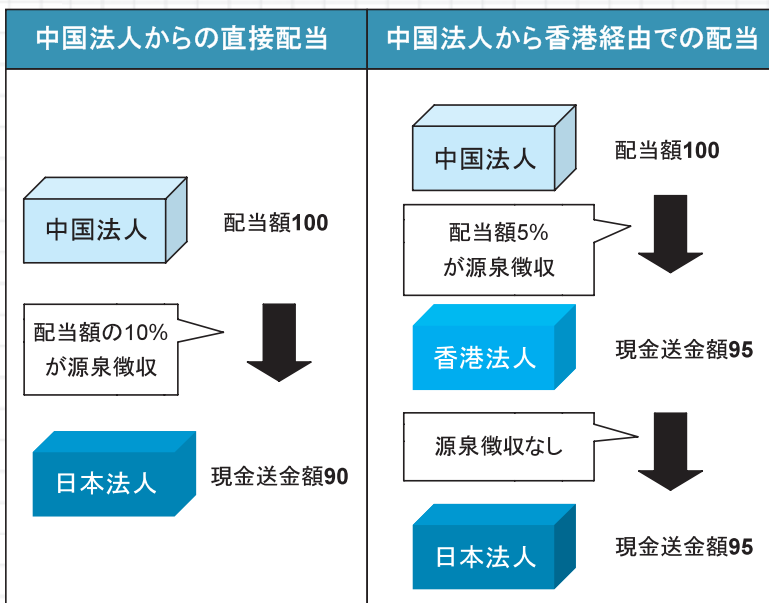 中国法人からの直接配当
中国法人
配当額100
配当額の10%
が源泉徴収
日本法人
現金送金額90
中国法人から香港経由での配当
中国法人
配当額100
配当額5%
が源泉徴収
香港法人
現金送金額95
源泉徴収なし
日本法人
現金送金額95